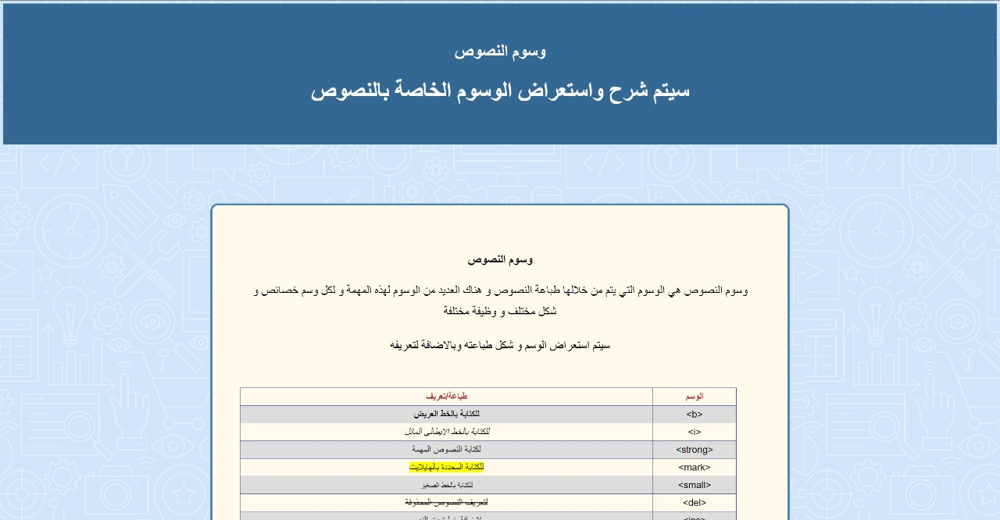 وسوم النصوص
سيتم شرح واستعراض الوسوم الخاصة بالنصوص
وسوم النصوص
وسوم النصوص هي الوسوم التي يتم من خلالها طباعة النصوص و هناك العديد من الوسوم لهذه المهمة و لكل وسم خصائص و
شكل مختلف و وظيفة مختلفة
سيتم استعراض الوسم و شكل طباعته وبالاضافة لتعريفه
الوسم طباعة/تعريف
<b> للكتابة بالخط العريض
<i> للكتابة بالخط الايطالي المائل
<strong> لكتابة النصوص المهمة
<mark> للكتابة المحددة بالهايلايت
<small> للكتابة بالخط الصغير
<del> لتعريف النصوص المحذوفة
<ins>